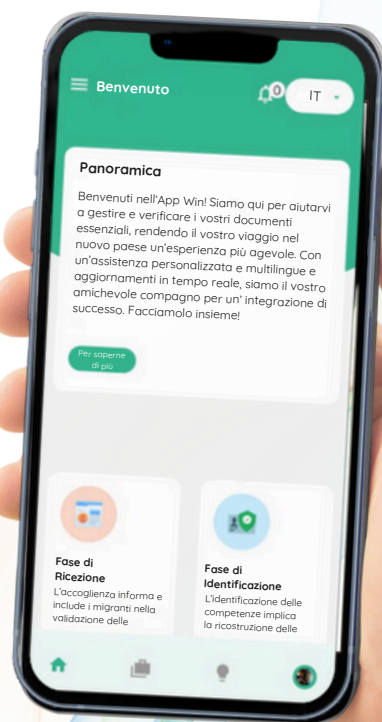 Benvenuto
0
IT
Panoramica
Benvenuti nell'App Win! Siamo qui per aiutarvi
a gestire e verificare i vostri documenti
essenziali, rendendo il vostro viaggio nel
nuovo paese un'esperienza più agevole. Con
un'assistenza personalizzata e multilingue e
aggiornamenti in tempo reale, siamo il vostro
amichevole compagno per un' integrazione di
successo. Facciamolo insieme!
Per saperne
di più
Fase di
Ricezione
L'accoglienza informa e
include i migranti nella
validazione delle
Fase di
Identificazione
L'identificazione delle
competenze implica
la ricostruzione delle